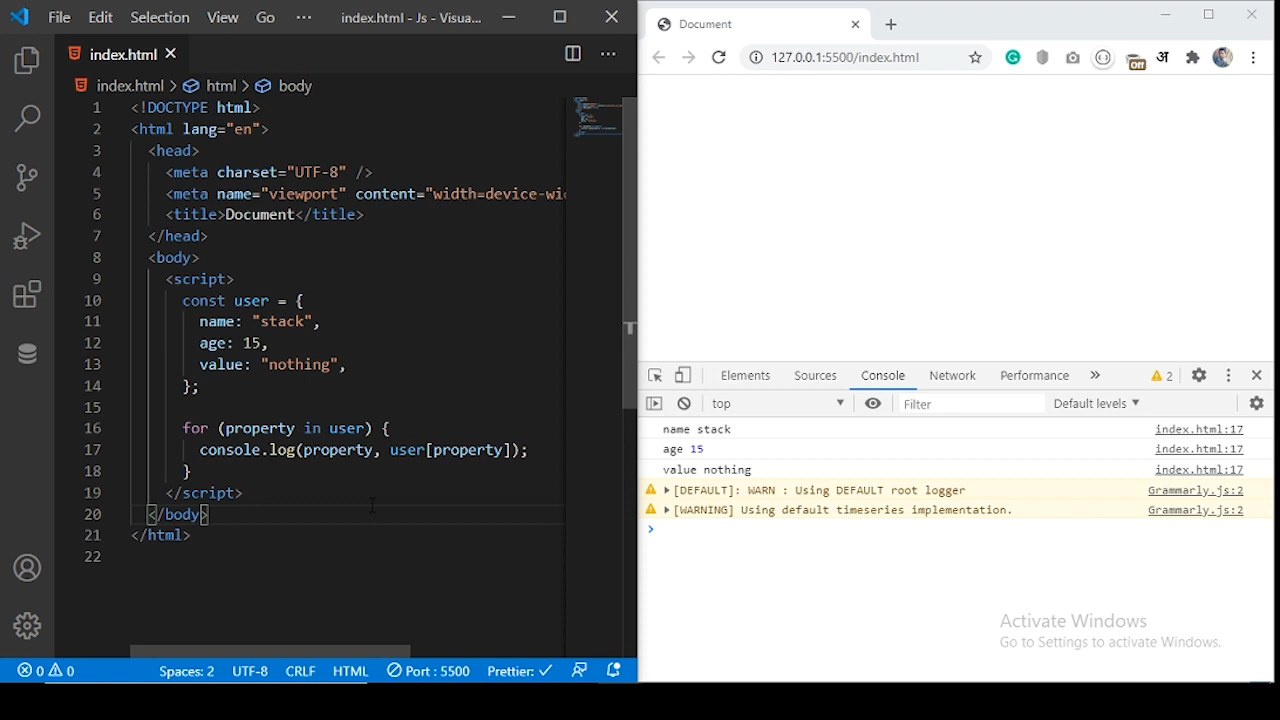 File Edit Selection View Go ··· index.html - Js - Visua...
index.html
index.html > html > body
1 <!DOCTYPE html>
2 <html lang="en">
3 <head>
4 <meta charset="UTF-8" />
5 <meta name="viewport" content="width=device-wi
6 <title>Document</title>
7 </head>
8 <body>
9 <script>
10 const user = {
11 name: "stack",
12 age: 15,
13 value: "nothing",
14 };
15
16 for (property in user) {
17 console.log(property, user[property]);
18 }
19 </script>
20 </body>
21 </html>
22
0 0 Spaces: 2 UTF-8 CRLF HTML Port : 5500 Prettier: ✓
Document
127.0.0.1:5500/index.html Off अ
Elements Sources Console Network Performance » 2
top Filter Default levels
name stack index.html:17
age 15 index.html:17
value nothing index.html:17
[DEFAULT]: WARN : Using DEFAULT root logger Grammarly.js:2
[WARNING] Using default timeseries implementation. Grammarly.js:2
Activate Windows
Go to Settings to activate Windows.